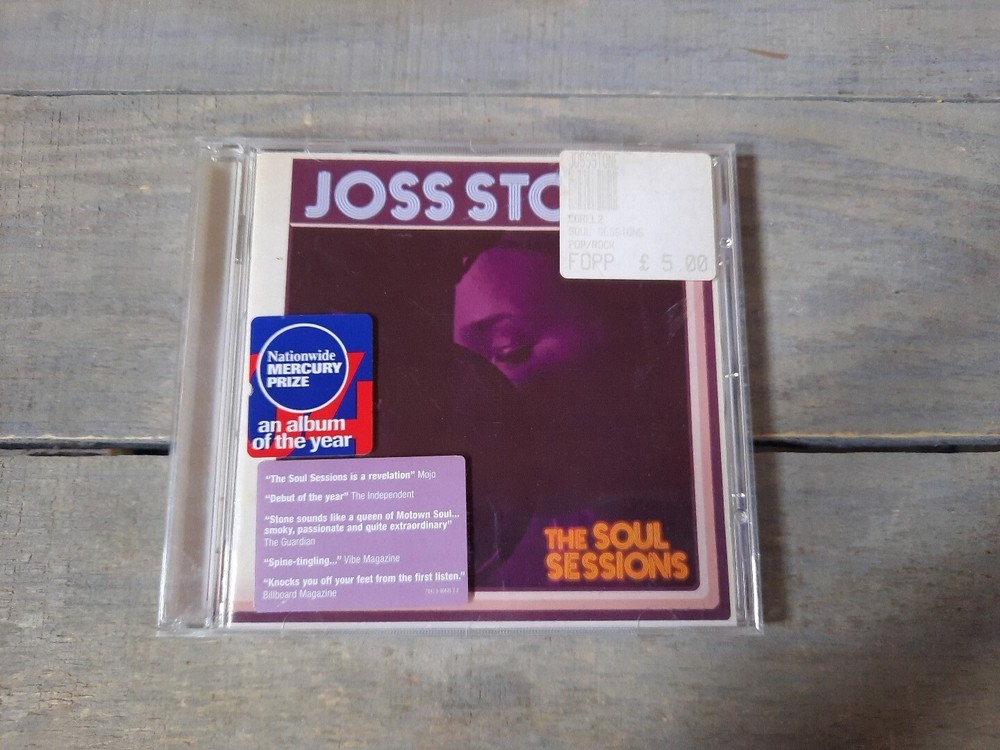 JOSS STO
JOSSSTONE
SOUL SESSIONS
POP/ROCK
FOPP £ 5.00
Nationwide
MERCURY
PRIZE
an album
of the year
"The Soul Sessions is a revelation" Mojo
"Debut of the year" The Independent
"Stone sounds like a queen of Motown Soul...
smoky, passionate and quite extraordinary"
The Guardian
"Spine-tingling..." Vibe Magazine
"Knocks you off your feet from the first listen."
Billboard Magazine
THE SOUL
SESSIONS